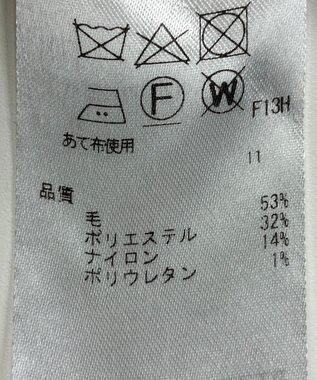 F
W
F13H
あて布使用
11
品質
毛 53%
ポリエステル 32%
ナイロン 14%
ポリウレタン 1%